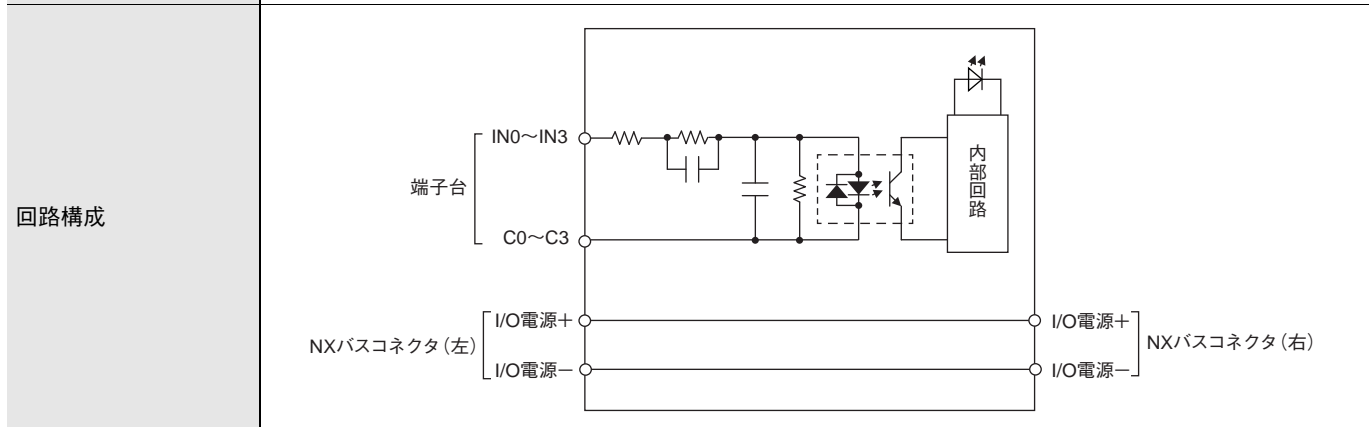 回路構成
端子台
IN0～IN3
C0～C3
内部回路
NXバスコネクタ（左）
I/O電源＋
I/O電源－
I/O電源＋
I/O電源－
NXバスコネクタ（右）